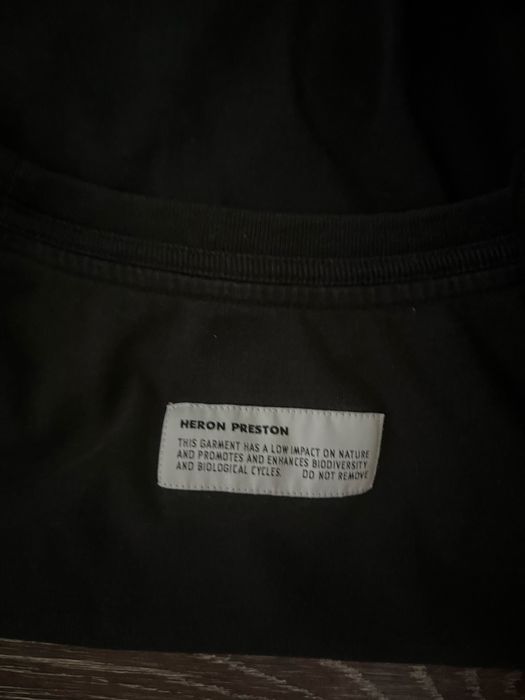 HERON PRESTON
THIS GARMENT HAS A LOW IMPACT ON NATURE
AND PROMOTES AND ENHANCES BIODIVERSITY
AND BIOLOGICAL CYCLES. DO NOT REMOVE